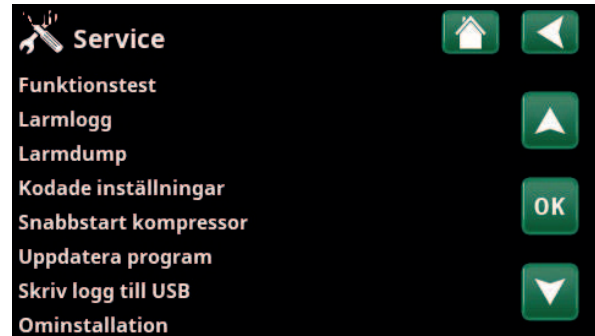 Service
Funktionstest
Larmlogg
Larmdump
Kodade inställningar
OK
Snabbstart kompressor
Uppdatera program
Skriv logg till USB
Ominstallation